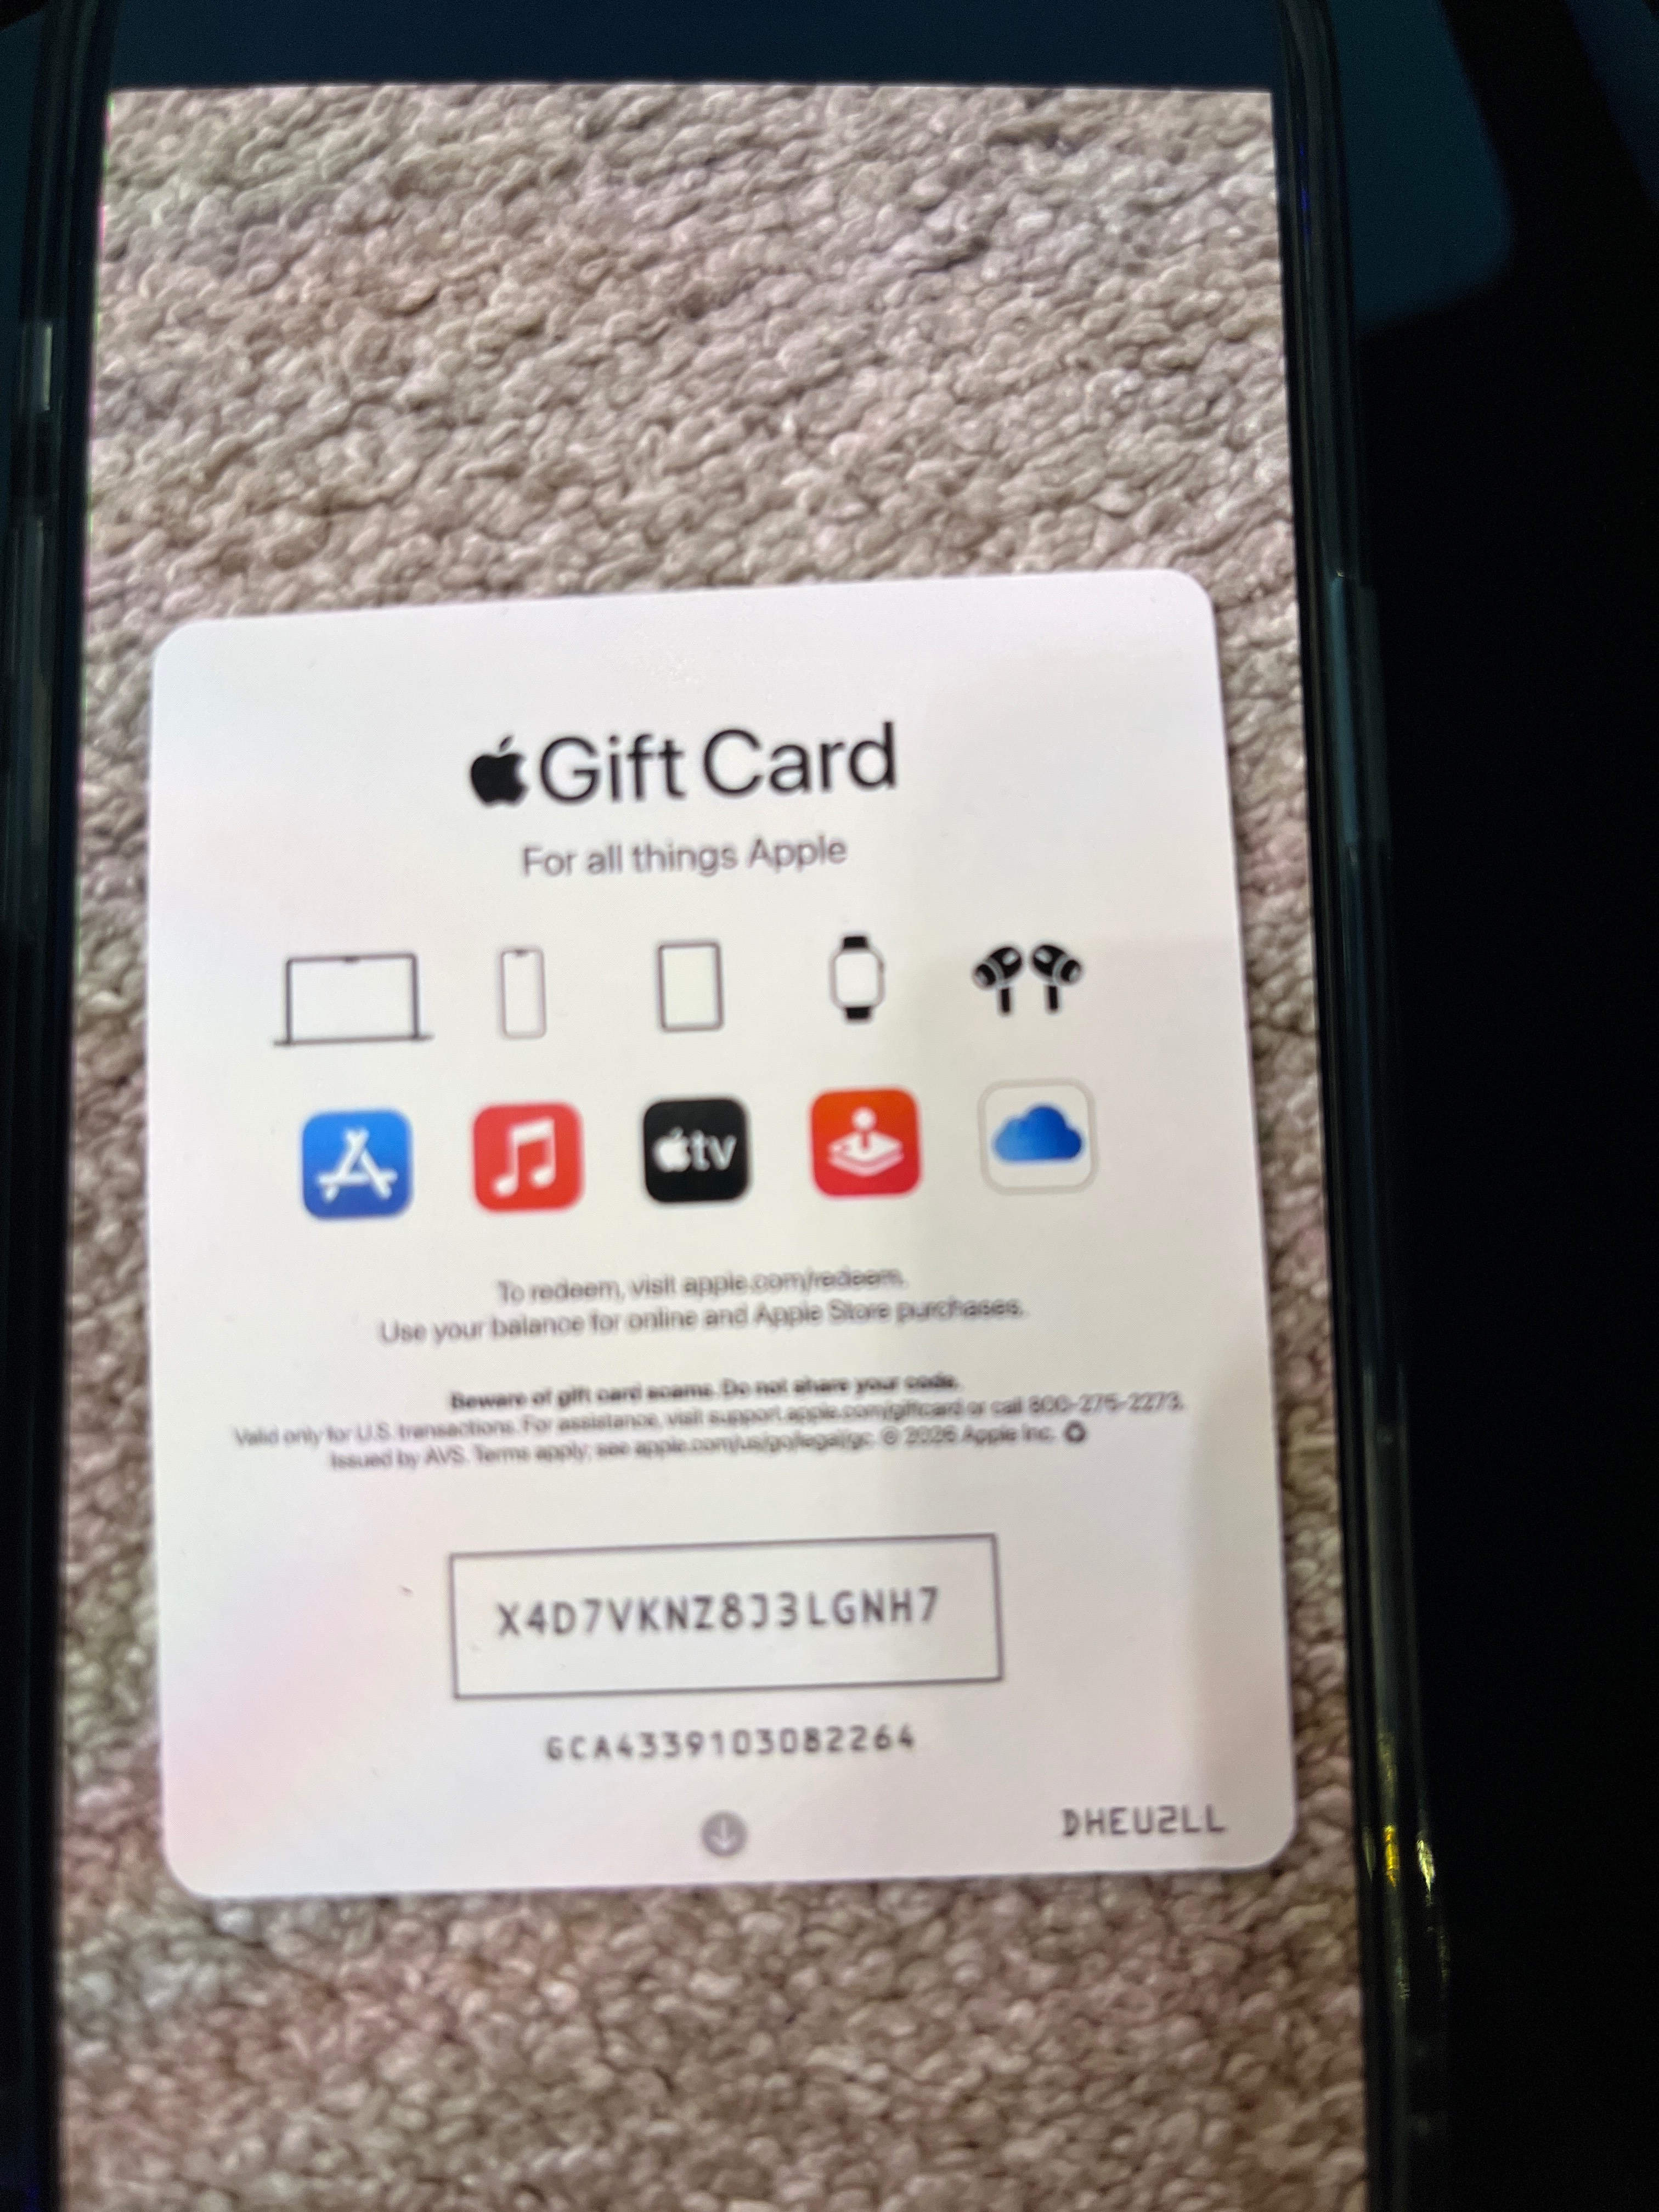 Gift Card
For all things Apple
tv
To redeem, visit apple.com/redeem.
Use your balance for online and Apple Store purchases.
Beware of gift card scams. Do not share your code.
Valid only for U.S. transactions. For assistance, visit support.apple.com/giftcard or call 800-275-2273.
Issued by AVS. Terms apply; see apple.com/us/go/legal/gc. © 2026 Apple Inc.
X4D7VKNZ8J3LGNH7
GCA4339103082264
DHEU2LL